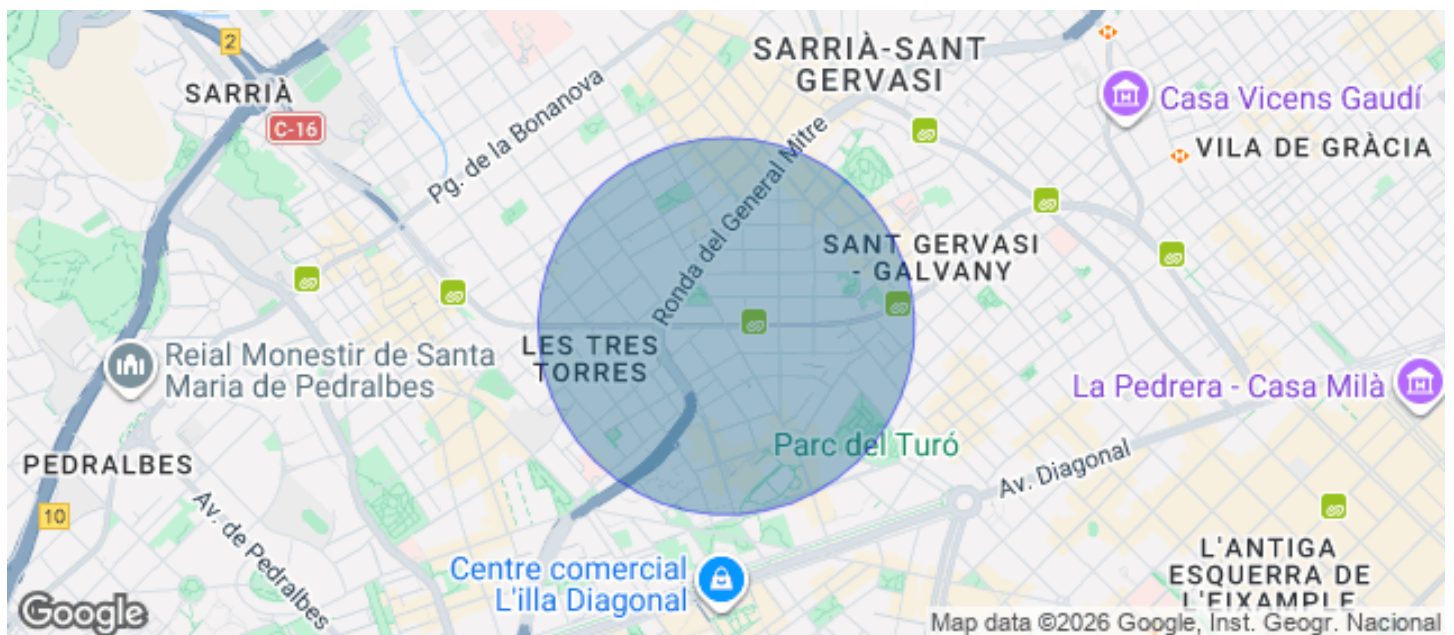 2
SARRIÀ
C-16
Pg. de la Bonanova
SARRIÀ-SANT
GERVASI
Casa Vicens Gaudí
VILA DE GRÀCIA
Ronda del General Mitre
SANT GERVASI
- GALVANY
LES TRES
TORRES
Reial Monestir de Santa
Maria de Pedralbes
La Pedrera - Casa Milà
Parc del Turó
PEDRALBES
Av. Diagonal
10
Av. de Pedralbes
Centre comercial
L'illa Diagonal
L'ANTIGA
ESQUERRA DE
L'EIXAMPLE
Google
Map data ©2026 Google, Inst. Geogr. Nacional